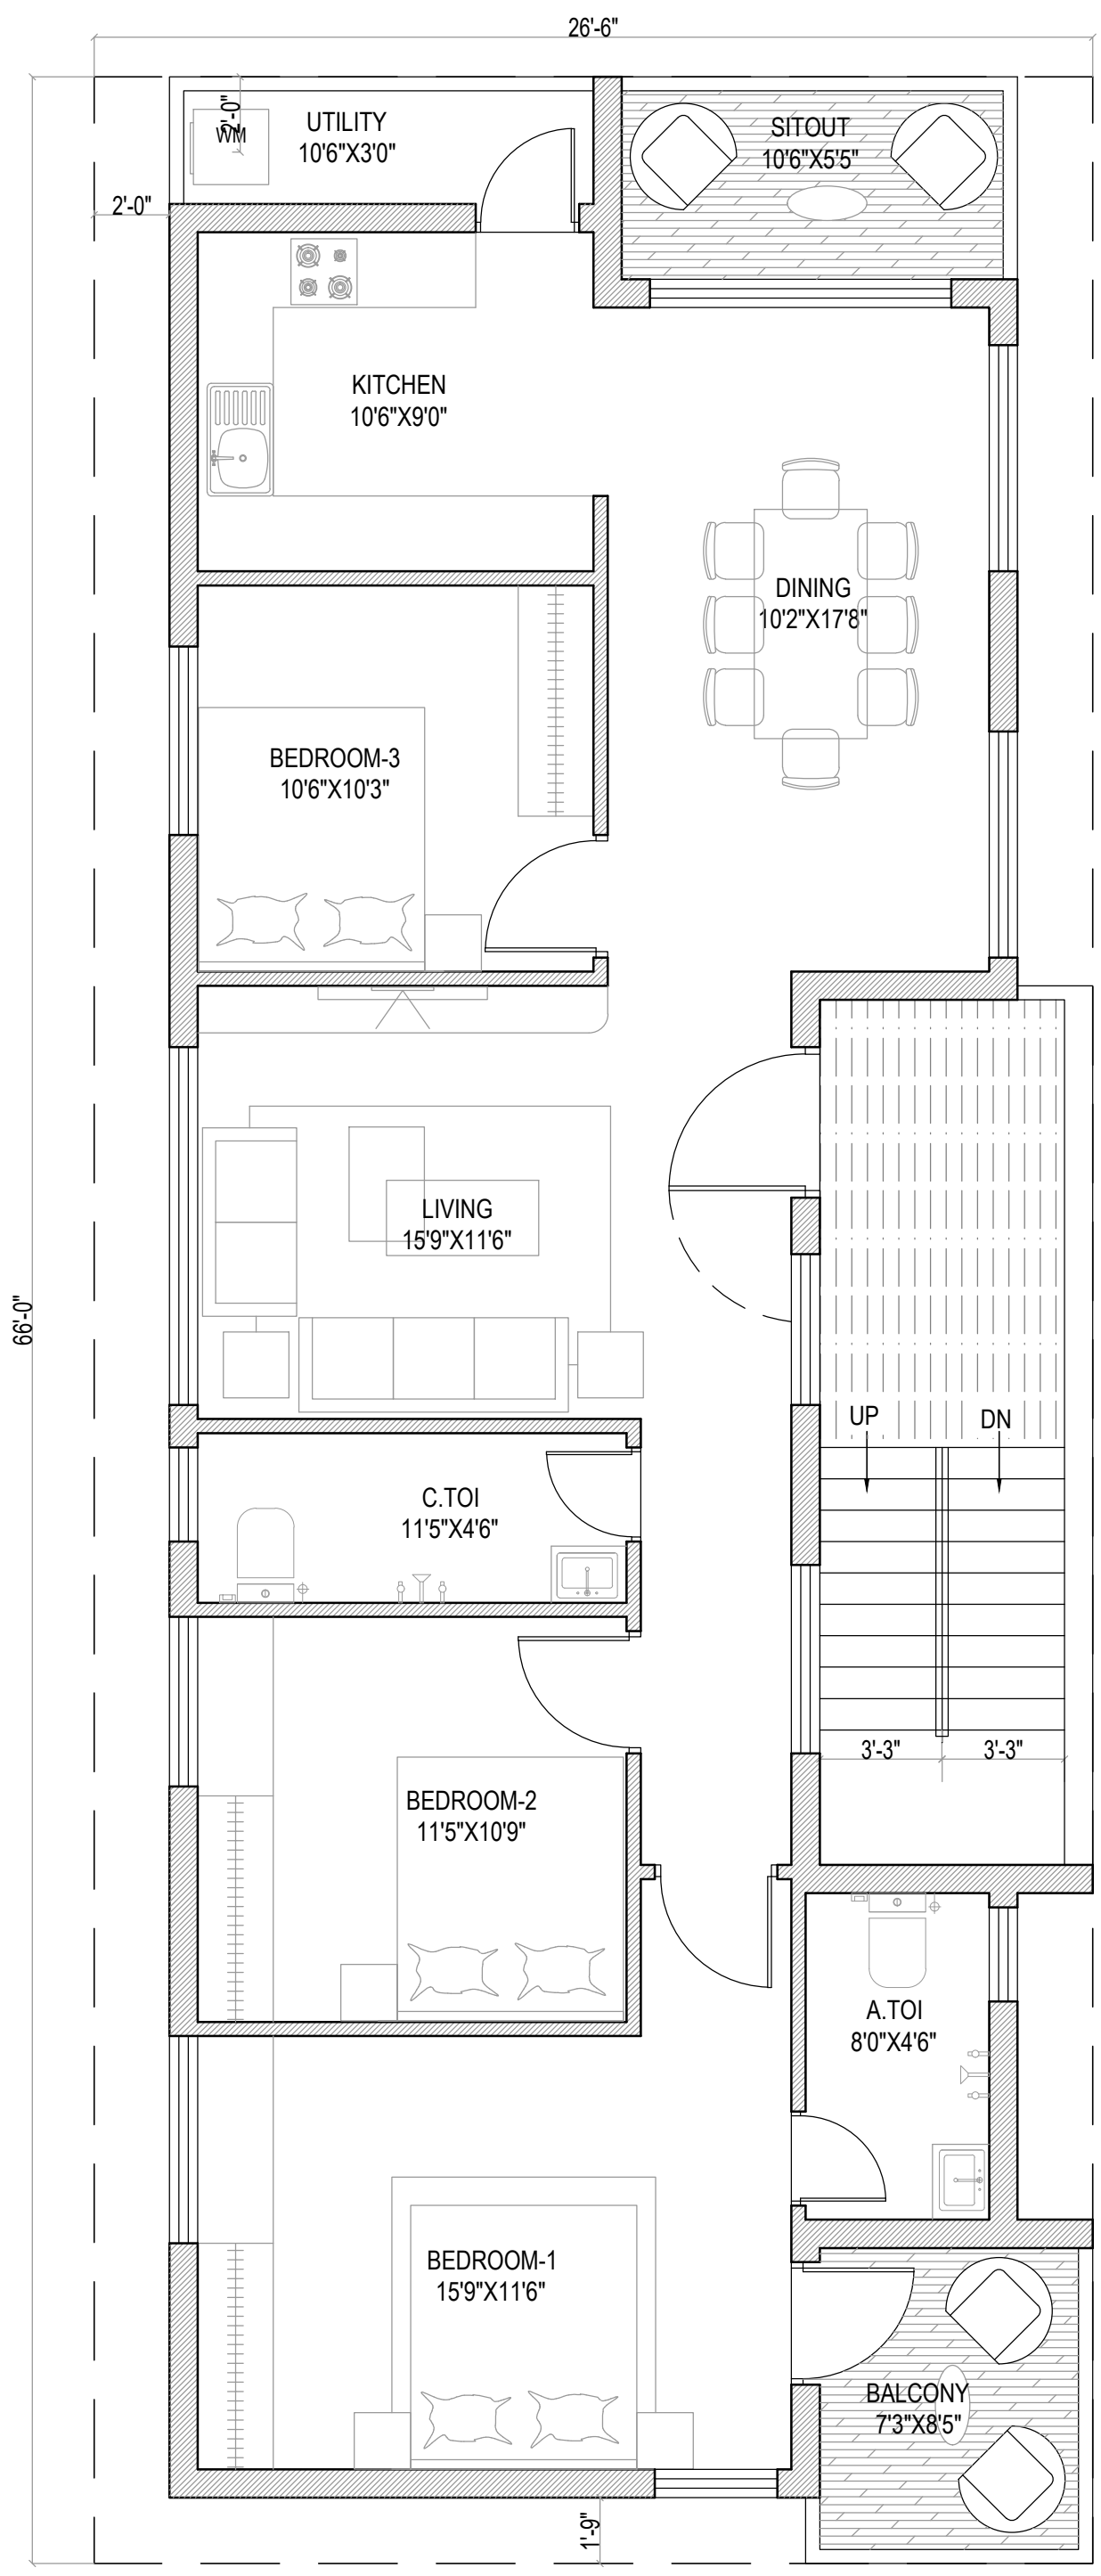 26'-6"
2'-0"
WM
UTILITY
10'6"X3'0"
SITOUT
10'6"X5'5"
2'-0"
KITCHEN
10'6"X9'0"
DINING
10'2"X17'8"
BEDROOM-3
10'6"X10'3"
LIVING
15'9"X11'6"
66'-0"
UP
DN
C.TOI
11'5"X4'6"
3'-3"
3'-3"
BEDROOM-2
11'5"X10'9"
A.TOI
8'0"X4'6"
BEDROOM-1
15'9"X11'6"
BALCONY
7'3"X8'5"
1'-9"